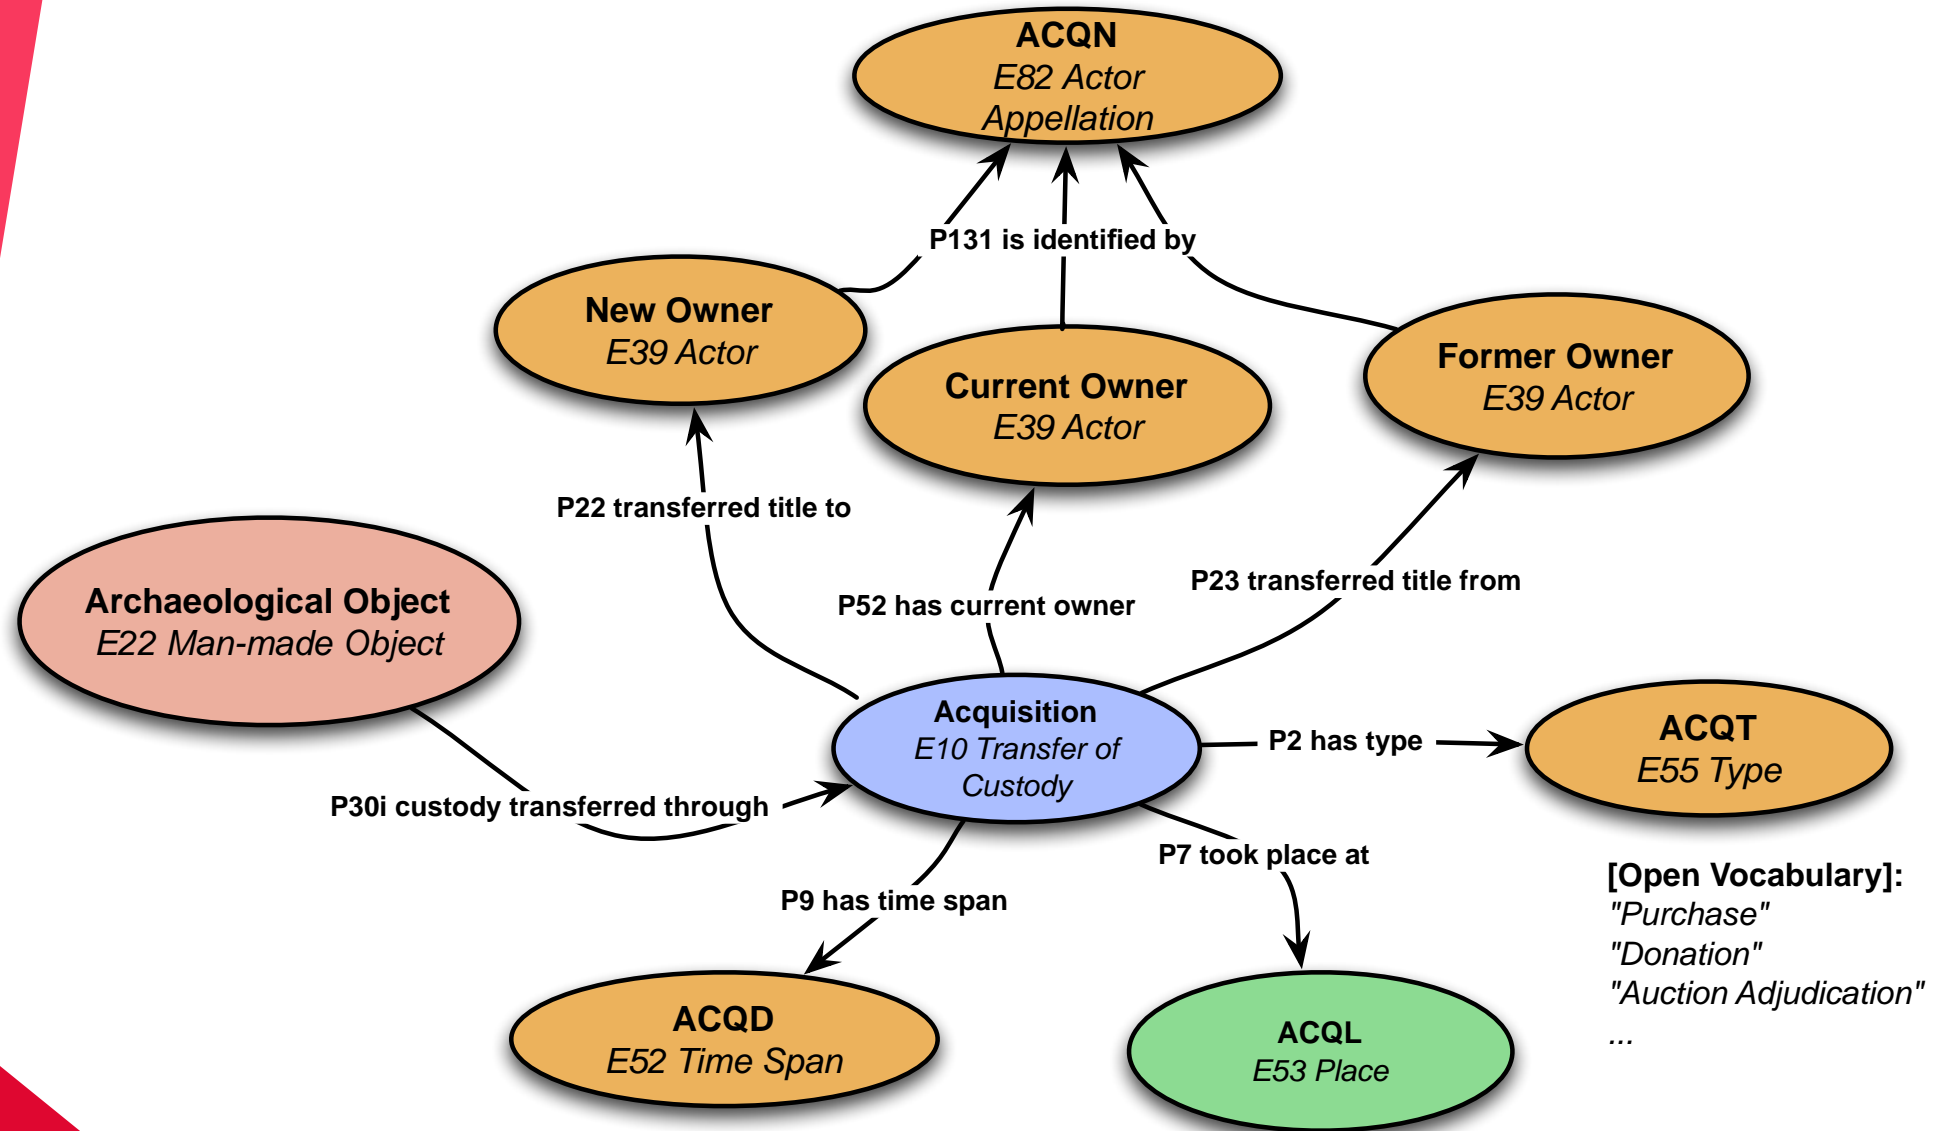 ACQN
E82 Actor
Appellation
P131 is identified by
New Owner
E39 Actor
Current Owner
E39 Actor
Former Owner
E39 Actor
P22 transferred title to
P52 has current owner
P23 transferred title from
Archaeological Object
E22 Man-made Object
Acquisition
E10 Transfer of
Custody
P2 has type
ACQT
E55 Type
P30i custody transferred through
P7 took place at
P9 has time span
[Open Vocabulary]:
"Purchase"
"Donation"
"Auction Adjudication"
...
ACQD
E52 Time Span
ACQL
E53 Place